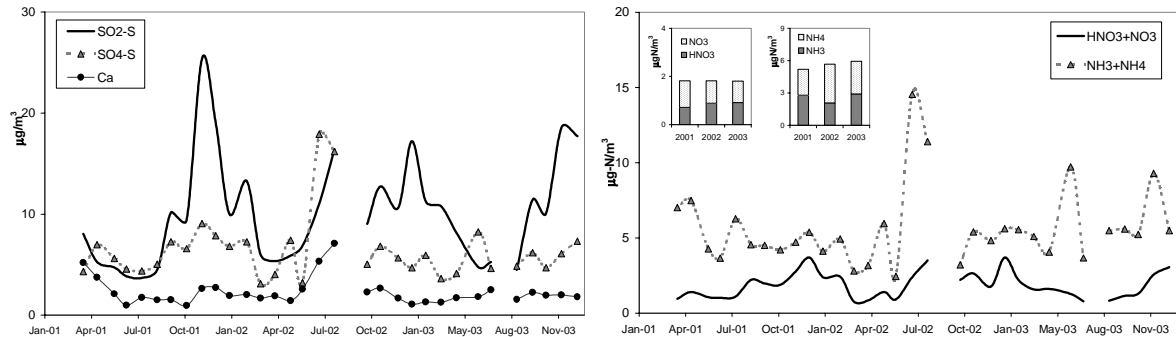 30
20
10
0
µg/m³
SO2-S
SO4-S
Ca
Jan-01 Apr-01 Jul-01 Oct-01 Jan-02 Apr-02 Jul-02 Oct-02 May-03 Aug-03 Nov-03
20
15
10
5
0
µg-N/m³
4
2
0
µgN/m³
NO3
HNO3
2001 2002 2003
9
6
3
0
µgN/m³
NH4
NH3
2001 2002 2003
HNO3+NO3
NH3+NH4
Jan-01 Apr-01 Jul-01 Oct-01 Jan-02 Apr-02 Jul-02 Oct-02 Jan-03 May-03 Aug-03 Nov-03